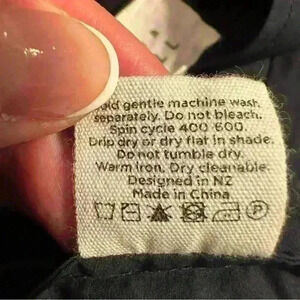 Cold gentle machine wash
separately. Do not bleach.
Spin cycle 400-600.
Drip dry or dry flat in shade.
Do not tumble dry.
Warm iron. Dry cleanable.
Designed in NZ
Made in China
P